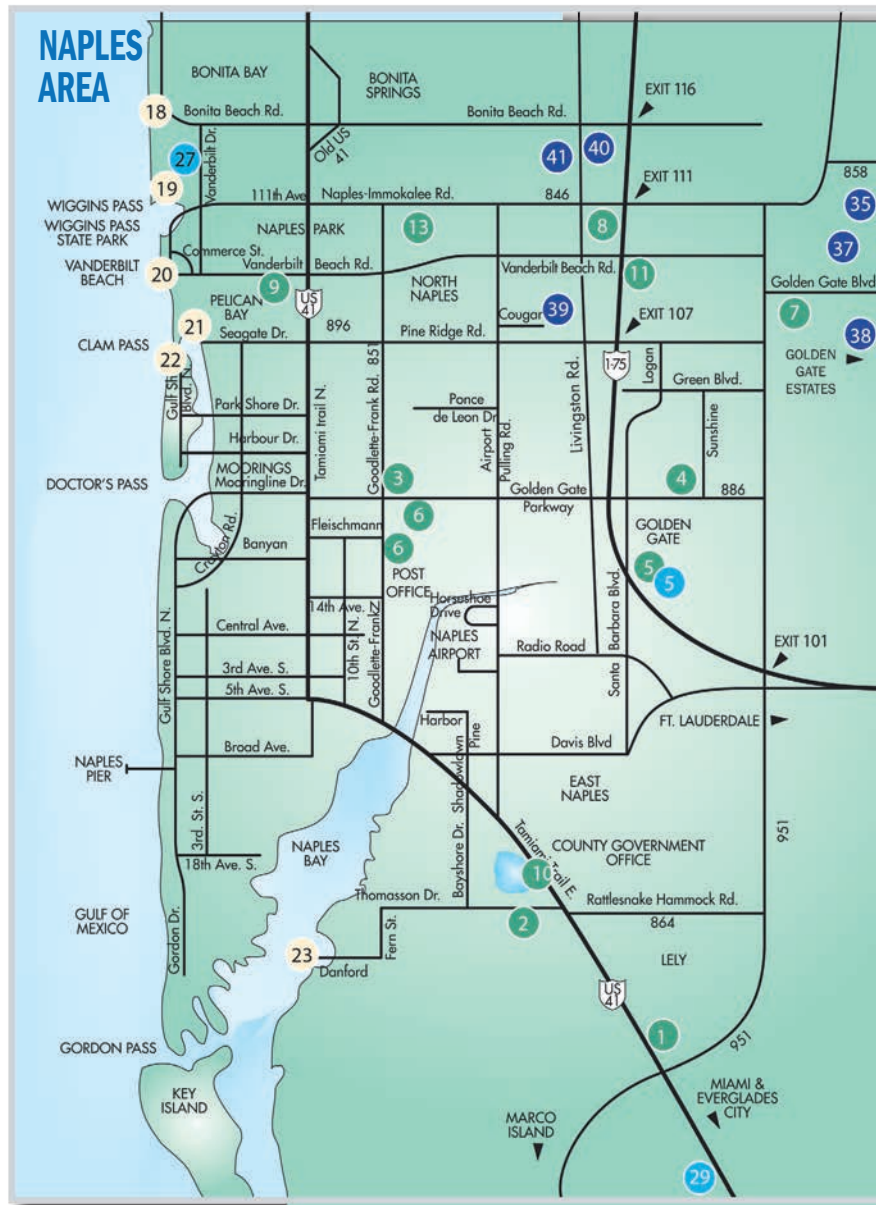 NAPLES
AREA
BONITA BAY
BONITA
SPRINGS
EXIT 116
18
Bonita Beach Rd.
Bonita Beach Rd.
Old US
41
27
Vanderbilt Dr.
41
40
EXIT 111
858
19
111th Ave
Naples-Immokalee Rd.
846
35
WIGGINS PASS
WIGGINS PASS
STATE PARK
NAPLES PARK
13
8
37
Commerce St.
VANDERBILT
BEACH
20
Vanderbilt Beach Rd.
Vanderbilt Beach Rd.
11
9
US
41
NORTH
NAPLES
Golden Gate Blvd
PELICAN
BAY
Cougar
39
EXIT 107
7
21
Seagate Dr.
896
Pine Ridge Rd.
38
CLAM PASS
22
851
1-75
Logan
GOLDEN
GATE
ESTATES
Gulf Shore
Blvd. N.
Green Blvd.
Park Shore Dr.
Tamiami trail N.
Goodlette-Frank Rd.
Ponce
de Leon Dr.
Airport
Pulling Rd.
Livingston Rd.
Sunshine
Harbour Dr.
MOORINGS
Mooringline Dr.
DOCTOR'S PASS
3
Golden Gate
Parkway
4
886
6
Fleischmann
GOLDEN
GATE
Crayton Rd.
Banyan
6
5
5
POST
OFFICE
14th Ave. N
Horseshoe
Drive
Gulf Shore Blvd. N.
Central Ave.
10th St. N.
Goodlette-Frank
NAPLES
AIRPORT
Radio Road
Santa Barbara Blvd.
EXIT 101
3rd Ave. S.
5th Ave. S.
Harbor
Pine
FT. LAUDERDALE
Broad Ave.
Davis Blvd
NAPLES
PIER
Shadowlawn
EAST
NAPLES
3rd. St. S.
951
NAPLES
BAY
Bayshore Dr.
Tamiami Trail E.
COUNTY GOVERNMENT
OFFICE
18th Ave. S.
10
Thomasson Dr.
Rattlesnake Hammock Rd.
GULF OF
MEXICO
2
864
Gordon Dr.
Fern St.
23
Danford
LELY
US
41
GORDON PASS
1
951
KEY
ISLAND
MARCO
ISLAND
MIAMI &
EVERGLADES
CITY
29